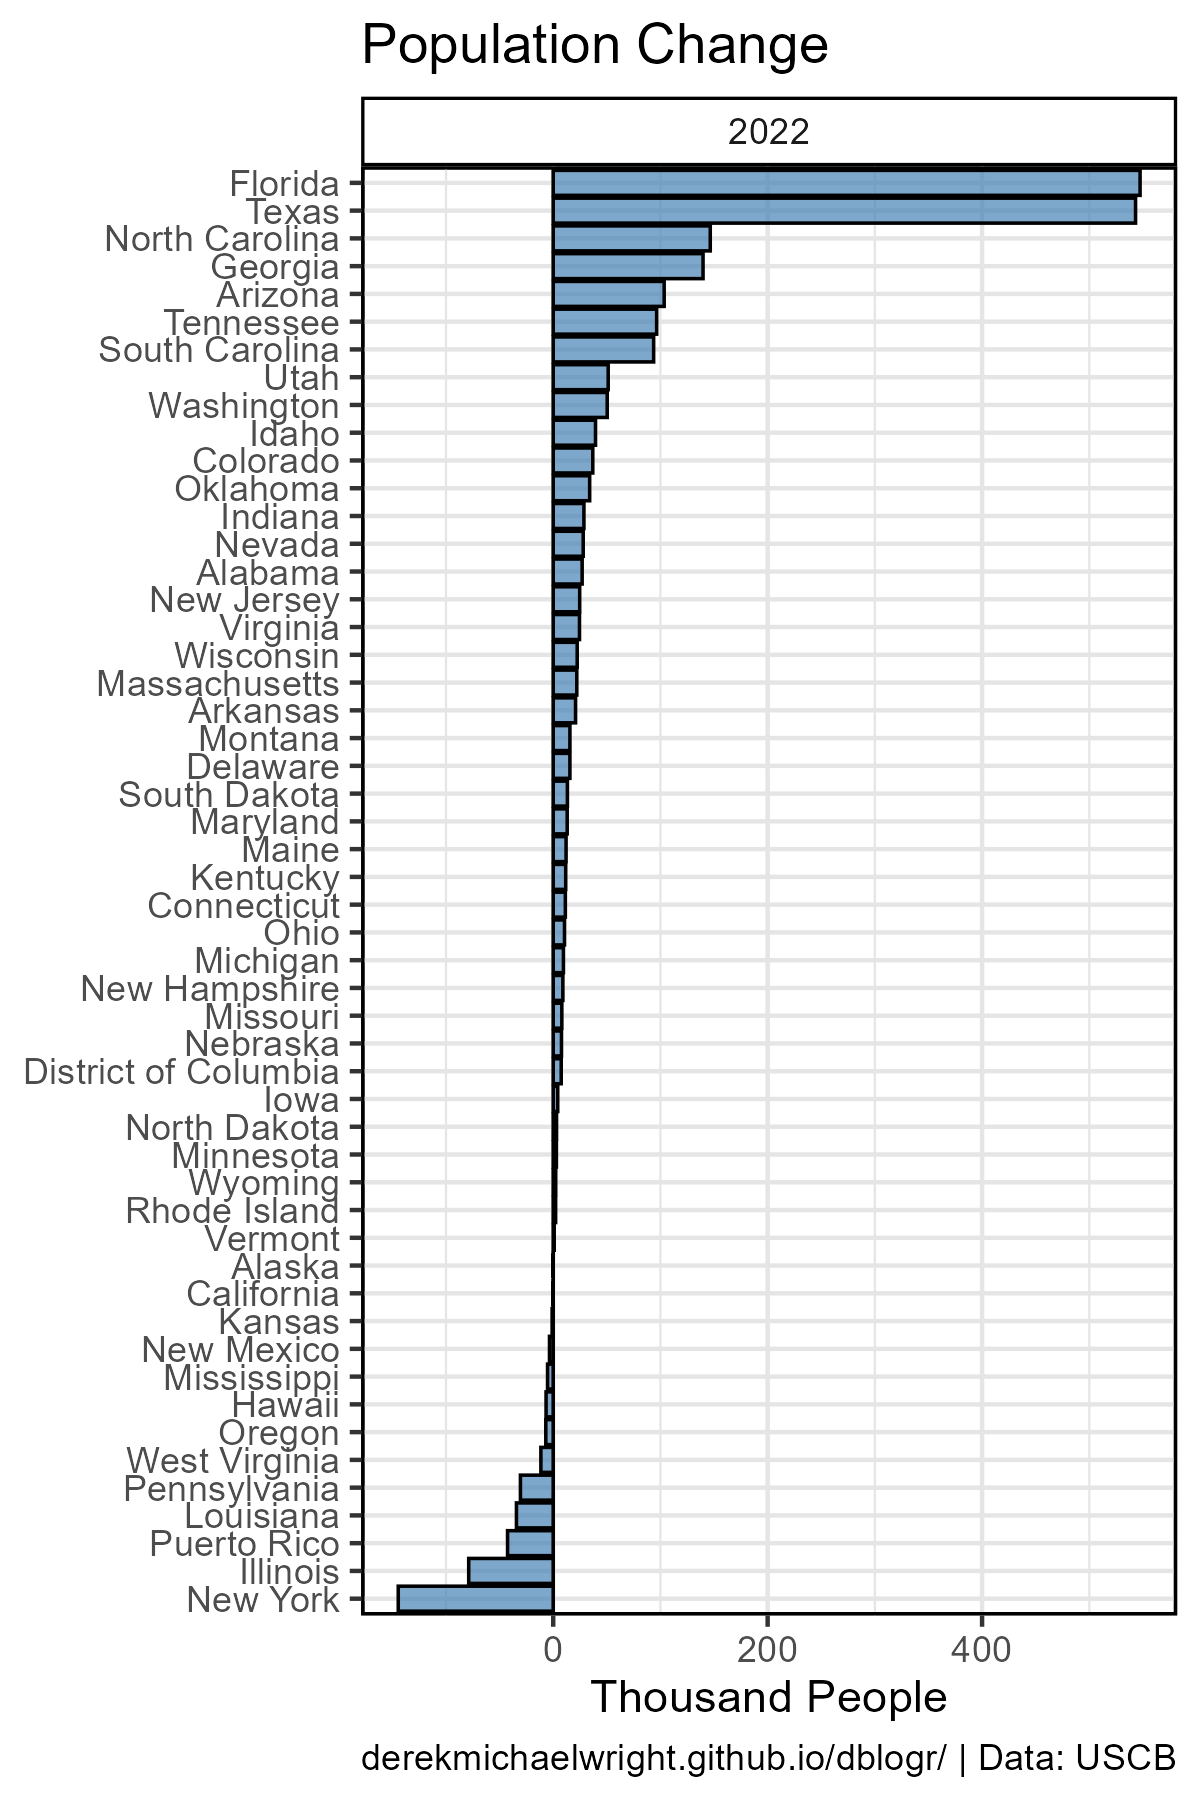 Population Change
2022
Florida
Texas
North Carolina
Georgia
Arizona
Tennessee
South Carolina
Utah
Washington
Idaho
Colorado
Oklahoma
Indiana
Nevada
Alabama
New Jersey
Virginia
Wisconsin
Massachusetts
Arkansas
Montana
Delaware
South Dakota
Maryland
Maine
Kentucky
Connecticut
Ohio
Michigan
New Hampshire
Missouri
Nebraska
District of Columbia
Iowa
North Dakota
Minnesota
Wyoming
Rhode Island
Vermont
Alaska
California
Kansas
New Mexico
Mississippi
Hawaii
Oregon
West Virginia
Pennsylvania
Louisiana
Puerto Rico
Illinois
New York
0 200 400
Thousand People
derekmichaelwright.github.io/dblogr/ | Data: USCB